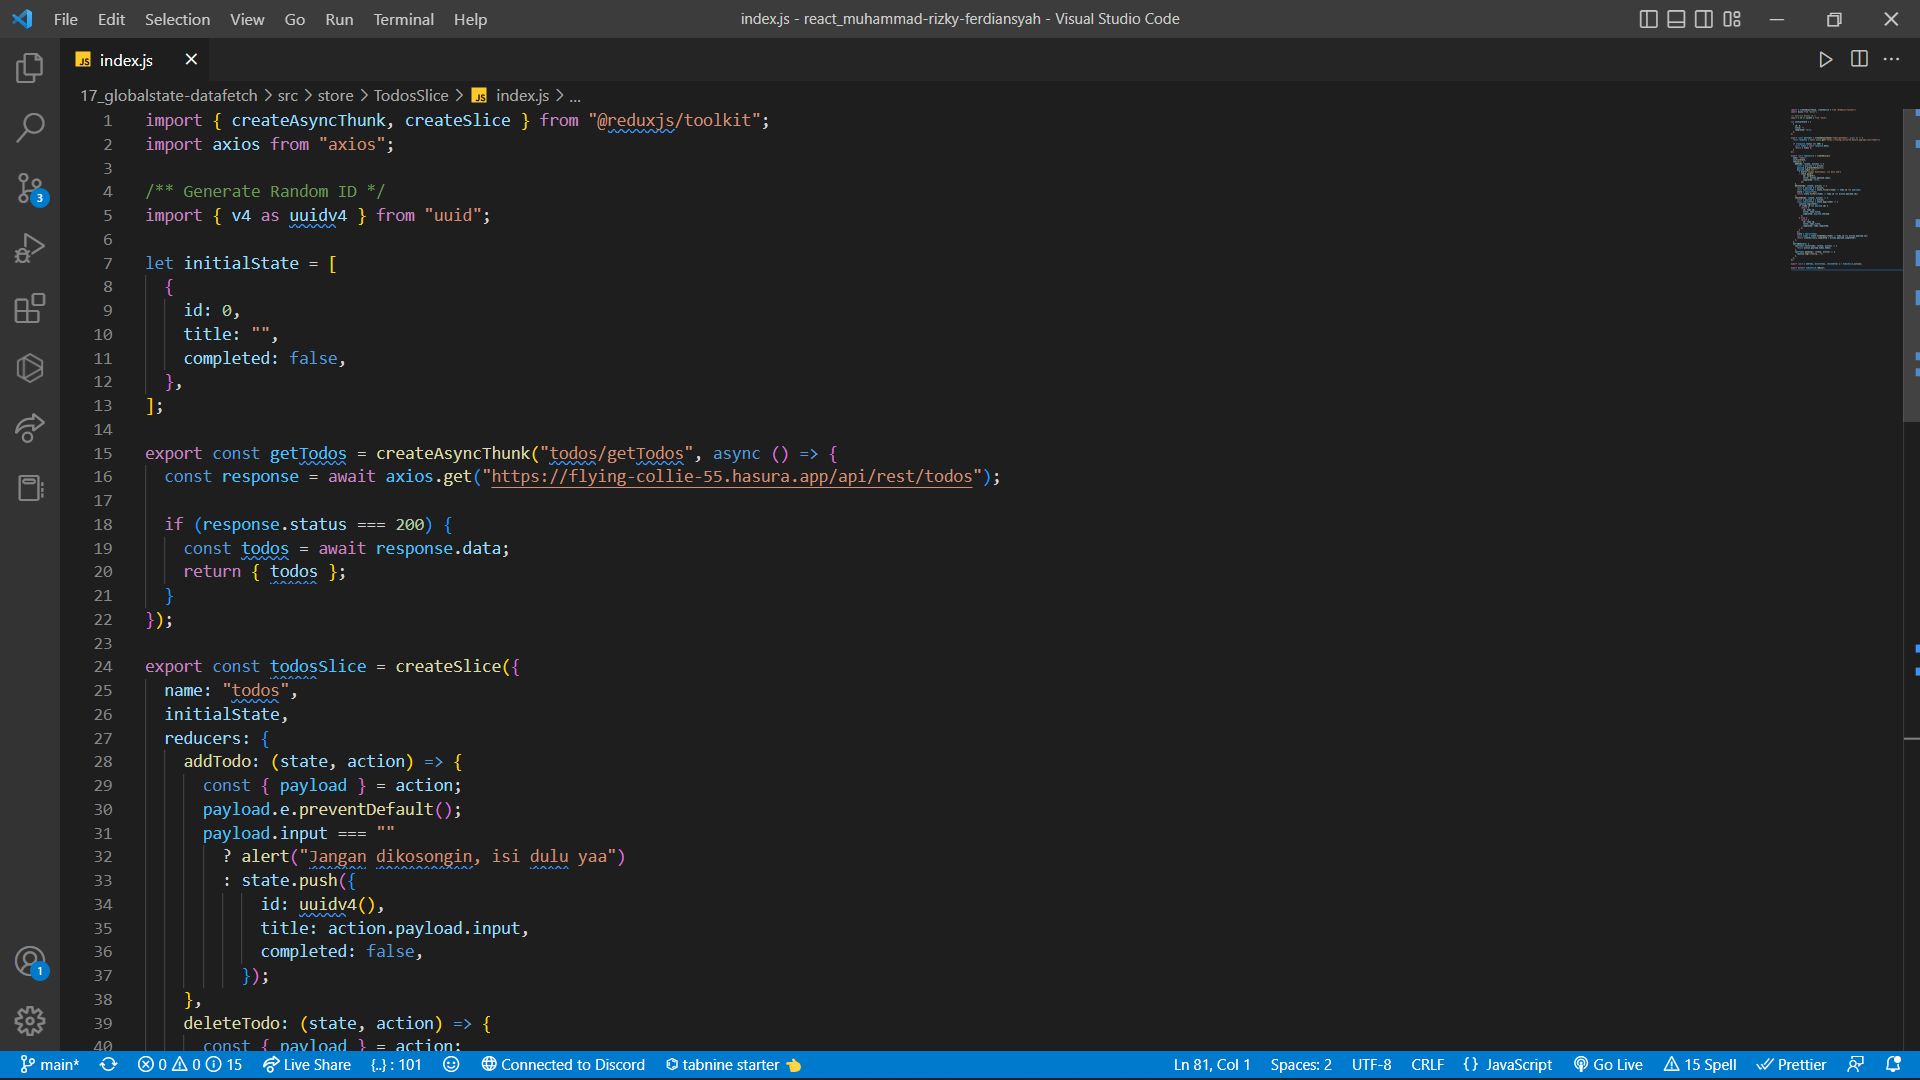 File Edit Selection View Go Run Terminal Help
index.js - react_muhammad-rizky-ferdiansyah - Visual Studio Code
JS index.js
17_globalstate-datafetch > src > store > TodosSlice > JS index.js > ...
1 import { createAsyncThunk, createSlice } from "@reduxjs/toolkit";
2 import axios from "axios";
3
4 /** Generate Random ID */
5 import { v4 as uuidv4 } from "uuid";
6
7 let initialState = [
8 {
9 id: 0,
10 title: "",
11 completed: false,
12 },
13 ];
14
15 export const getTodos = createAsyncThunk("todos/getTodos", async () => {
16 const response = await axios.get("https://flying-collie-55.hasura.app/api/rest/todos");
17
18 if (response.status === 200) {
19 const todos = await response.data;
20 return { todos };
21 }
22 });
23
24 export const todosSlice = createSlice({
25 name: "todos",
26 initialState,
27 reducers: {
28 addTodo: (state, action) => {
29 const { payload } = action;
30 payload.e.preventDefault();
31 payload.input === ""
32 ? alert("Jangan dikosongin, isi dulu yaa")
33 : state.push({
34 id: uuidv4(),
35 title: action.payload.input,
36 completed: false,
37 });
38 },
39 deleteTodo: (state, action) => {
40 const { payload } = action;
3
1
main* 0 0 15 Live Share {..} : 101 Connected to Discord tabnine starter Ln 81, Col 1 Spaces: 2 UTF-8 CRLF {} JavaScript Go Live 15 Spell Prettier